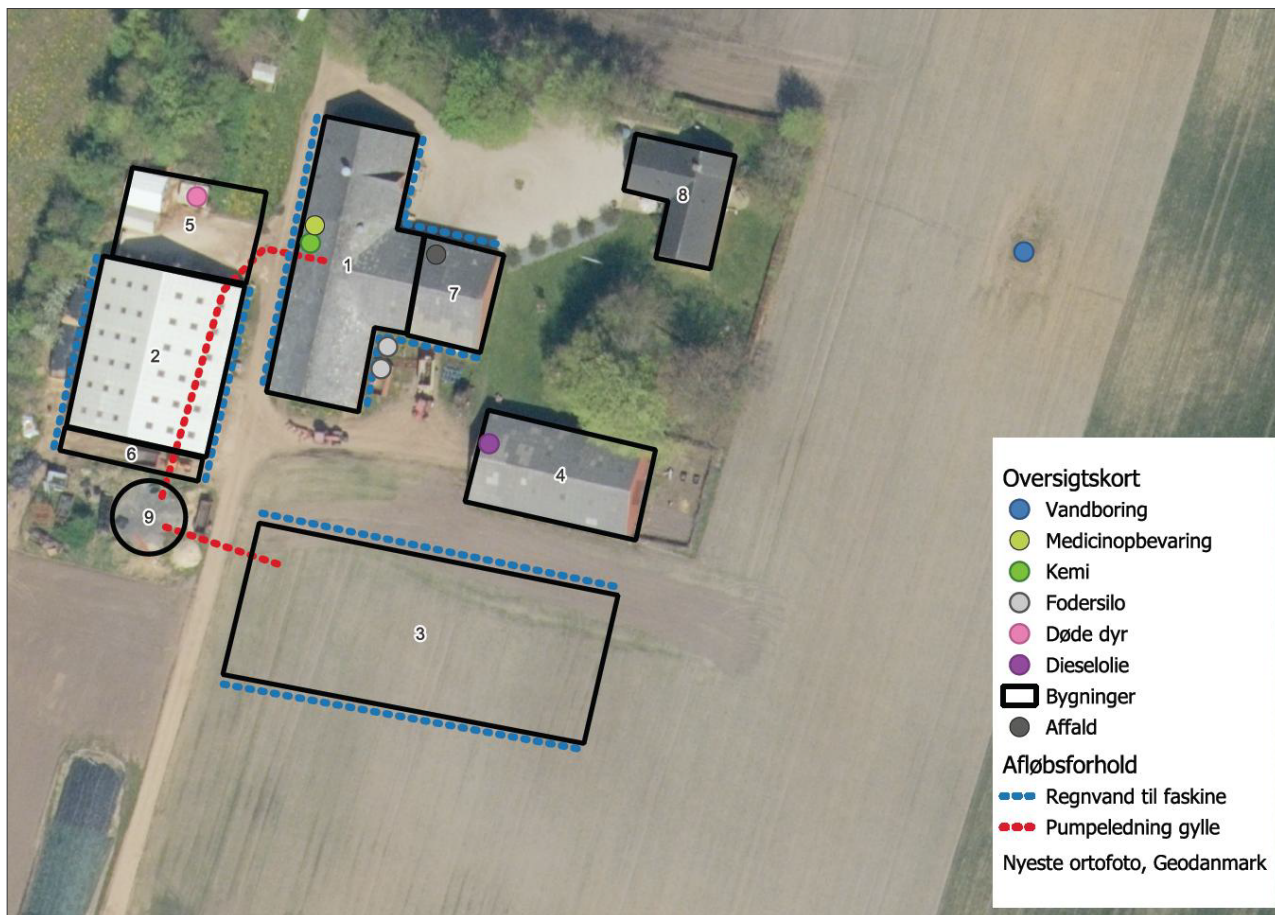 8
5
1
7
2
6
4
9
3
Oversigtskort
Vandboring
Medicinopbevaring
Kemi
Fodersilo
Døde dyr
Dieselolie
Bygninger
Affald
Afløbsforhold
Regnvand til faskine
Pumpeledning gylle
Nyeste ortofoto, Geodanmark